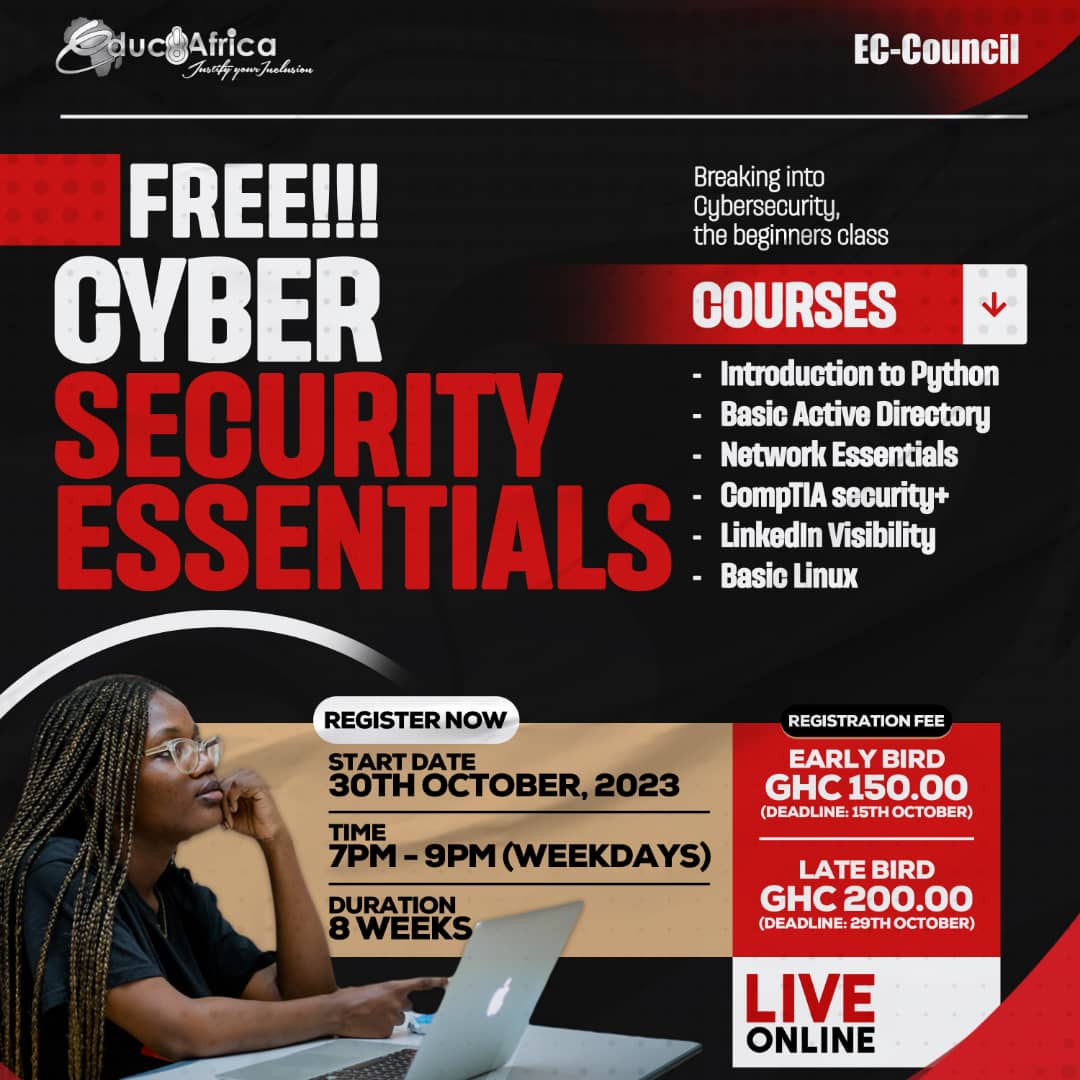 Educ8Africa
Justify your Inclusion
EC-Council
FREE!!!
CYBER
SECURITY
ESSENTIALS
Breaking into
Cybersecurity,
the beginners class
COURSES
- Introduction to Python
- Basic Active Directory
- Network Essentials
- CompTIA security+
- LinkedIn Visibility
- Basic Linux
REGISTER NOW
START DATE
30TH OCTOBER, 2023
TIME
7PM - 9PM (WEEKDAYS)
DURATION
8 WEEKS
REGISTRATION FEE
EARLY BIRD
GHC 150.00
(DEADLINE: 15TH OCTOBER)
LATE BIRD
GHC 200.00
(DEADLINE: 29TH OCTOBER)
LIVE
ONLINE